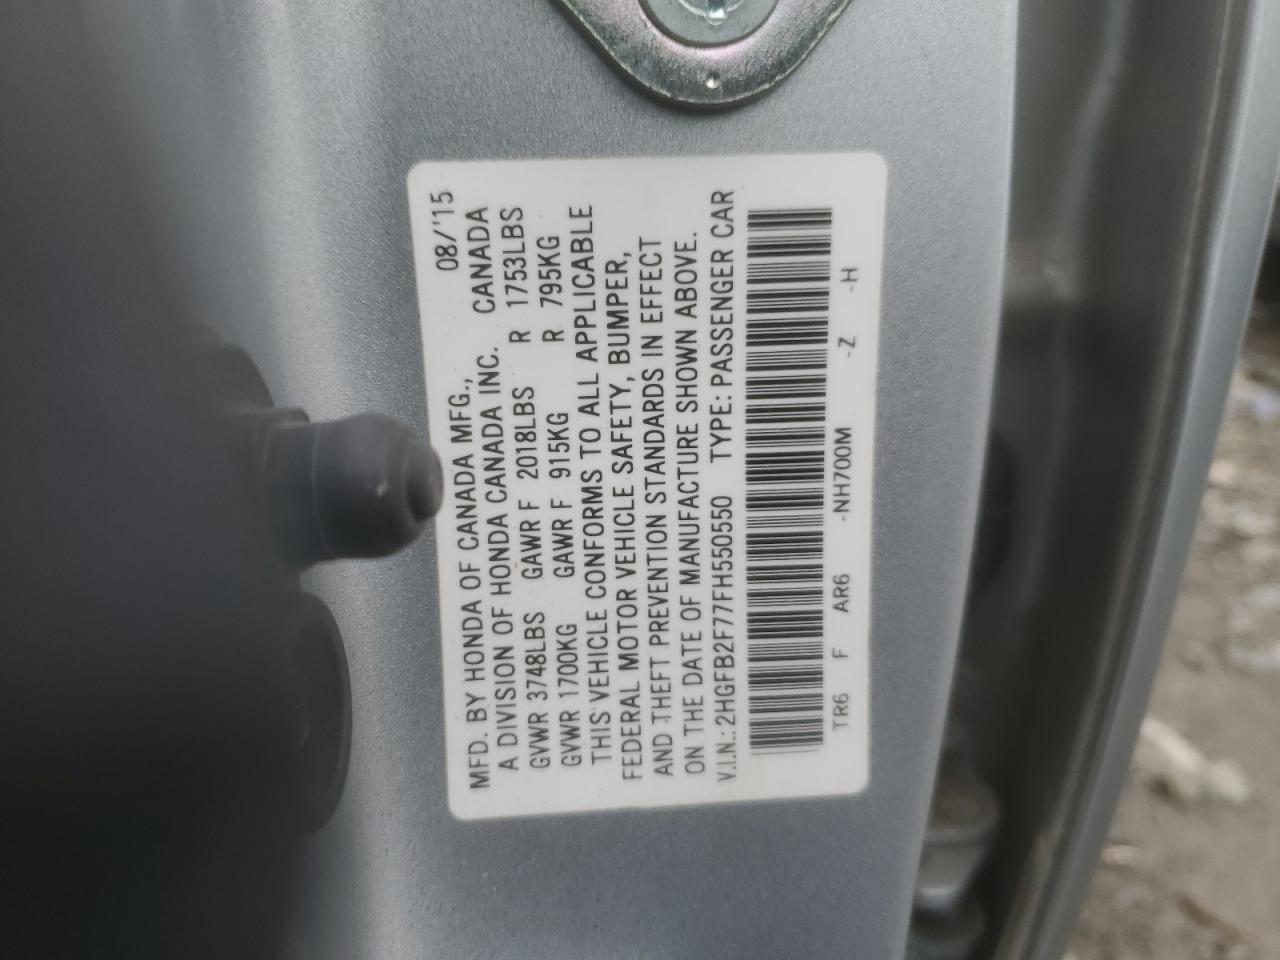 08/'15
MFD. BY HONDA OF CANADA MFG.,
A DIVISION OF HONDA CANADA INC. CANADA
GVWR 3748LBS GAWR F 2018LBS R 1753LBS
GVWR 1700KG GAWR F 915KG R 795KG
THIS VEHICLE CONFORMS TO ALL APPLICABLE
FEDERAL MOTOR VEHICLE SAFETY, BUMPER,
AND THEFT PREVENTION STANDARDS IN EFFECT
ON THE DATE OF MANUFACTURE SHOWN ABOVE.
V.I.N.: 2HGFB2F77FH550550 TYPE: PASSENGER CAR
TR6 F AR6 -NH700M -Z -H